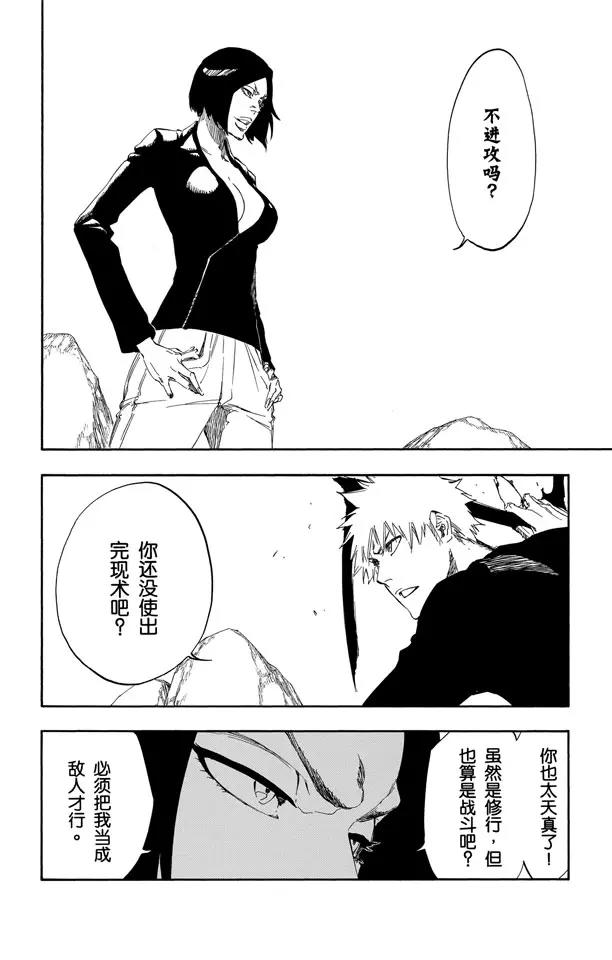 不进攻吗？
你还没使出
完现术吧？
你也太天真了！
虽然是修行，但
也算是战斗吧？
必须把我当成
敌人才行。